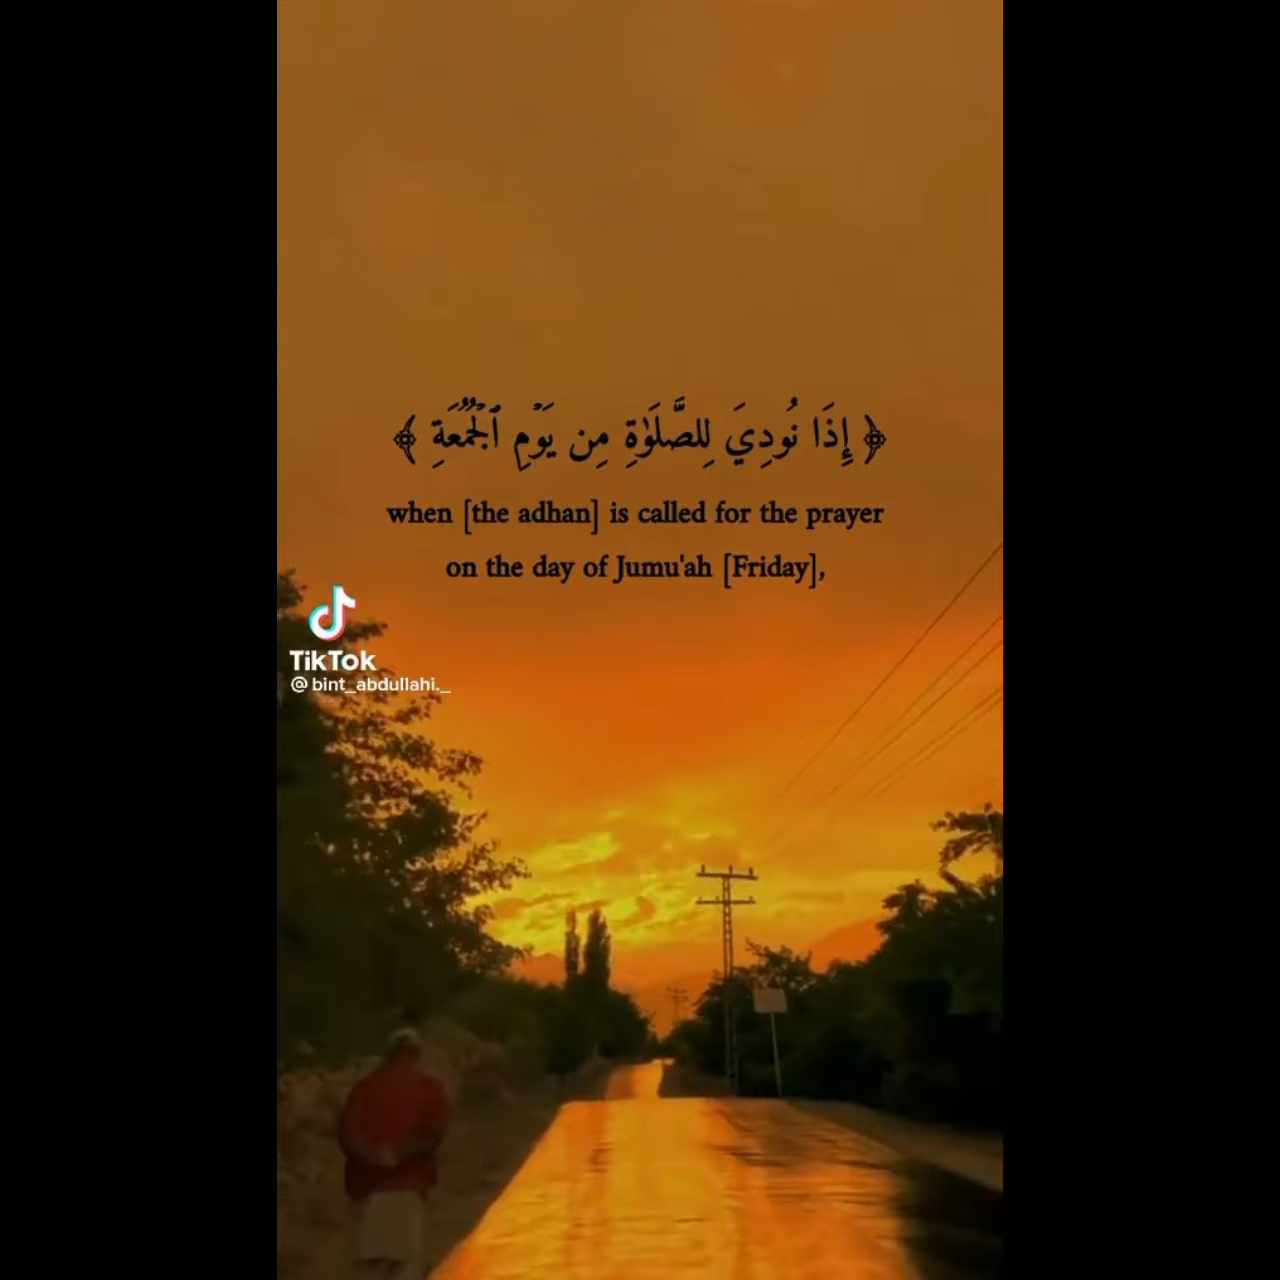 ﴿ إِذَا نُودِيَ لِلصَّلَوٰةِ مِن يَوْمِ ٱلْجُمُعَةِ ﴾
when [the adhan] is called for the prayer
on the day of Jumu'ah [Friday],
TikTok
@bint_abdullahi._